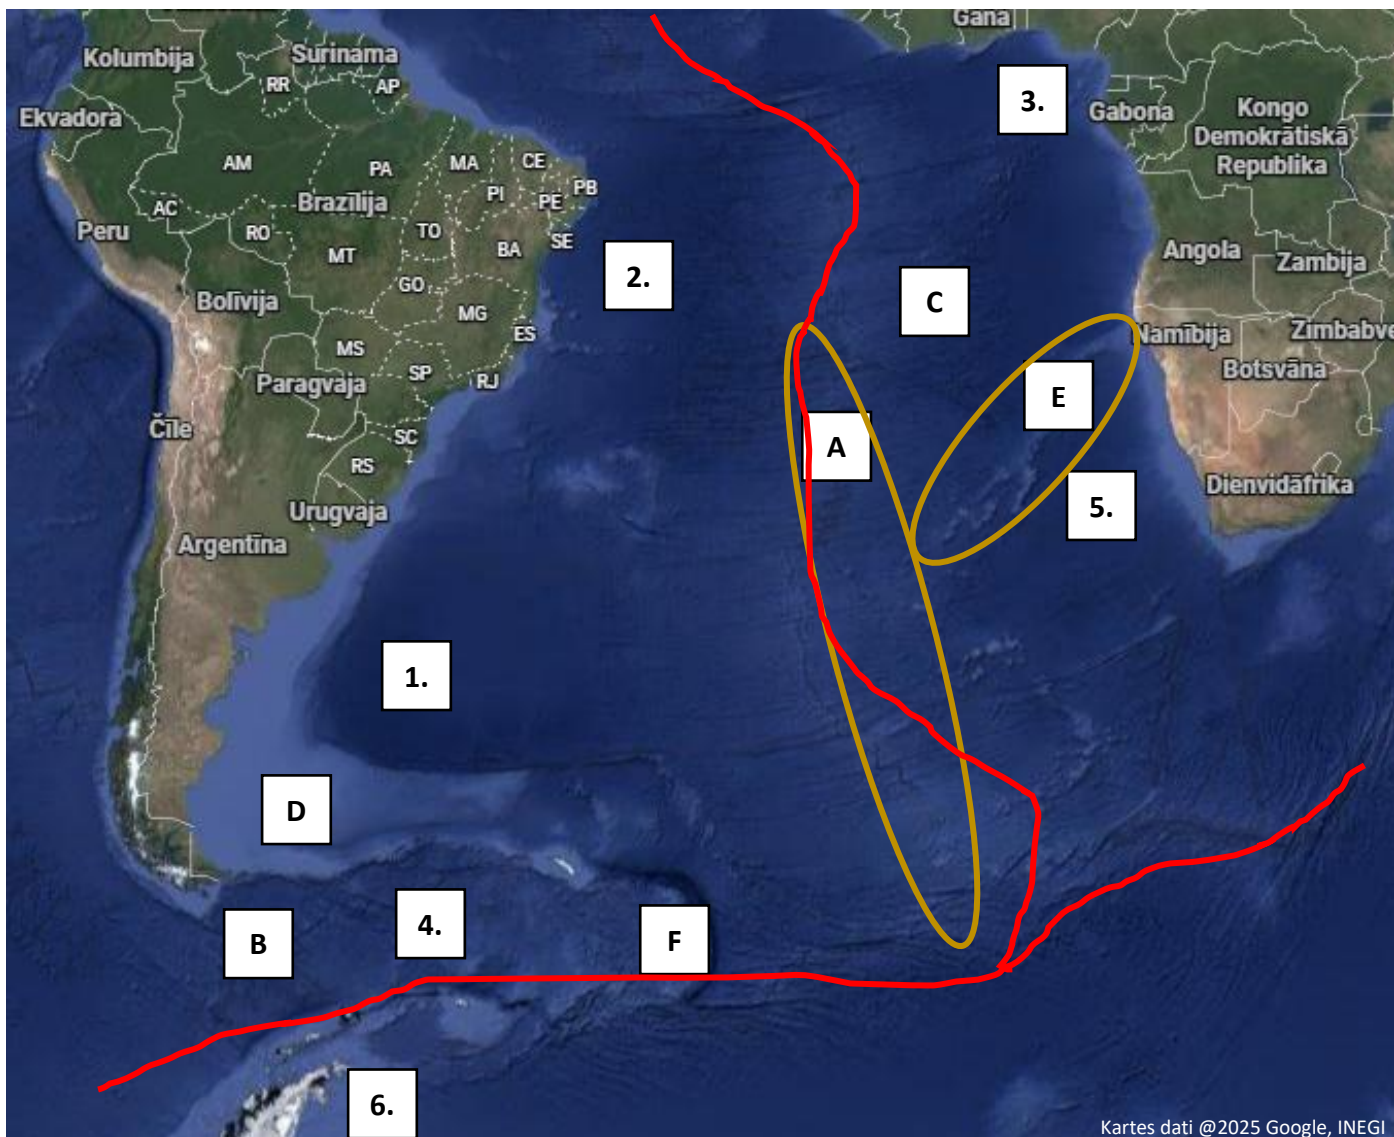 Gana
Kolumbija
Surinama
RR
AP
3.
Ekvadora
Gabona
Kongo
Demokrātiskā
Republika
AM
PA
MA
CE
PI
PB
PE
AC
Brazīlija
Peru
RO
TO
SE
MT
BA
Angola
Zambija
2.
GO
Bolīvija
C
MG
ES
Namībija
Zimbabve
MS
SP
RJ
Paragvaja
Botsvāna
E
Čīle
SC
A
RS
Dienvidāfrika
Urugvaja
5.
Argentīna
1.
D
4.
B
F
6.
Kartes dati @2025 Google, INEGI